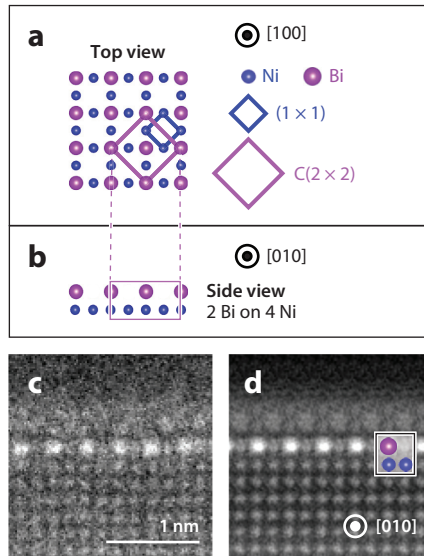 a
Top view
[100]
Ni
Bi
(1 × 1)
C(2 × 2)
b
[010]
Side view
2 Bi on 4 Ni
c
1 nm
d
[010]